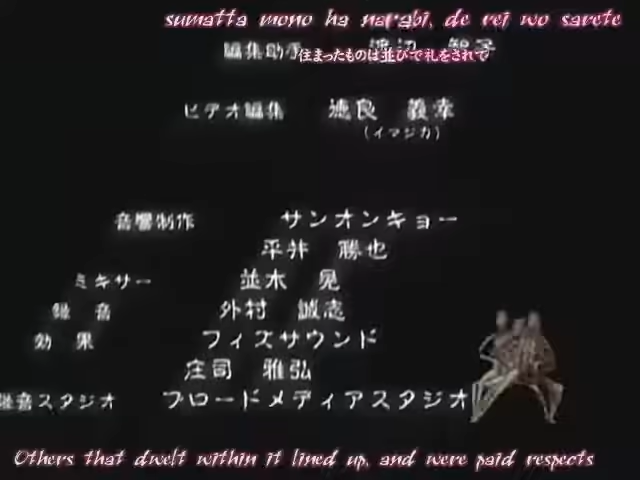 sumatta mono ha narabi, de rei wo sarete
編集助手 渡辺 智子
住まったものは並びで礼をされて
ビデオ編集 徳良 義幸
(イマジカ)
音響制作 サンオンキョー
平井 勝也
ミキサー 並木 晃
録音 外村 誠志
効果 フィズサウンド
庄司 雅弘
録音スタジオ ブロードメディアスタジオ
Others that dwelt within it lined up, and were paid respects